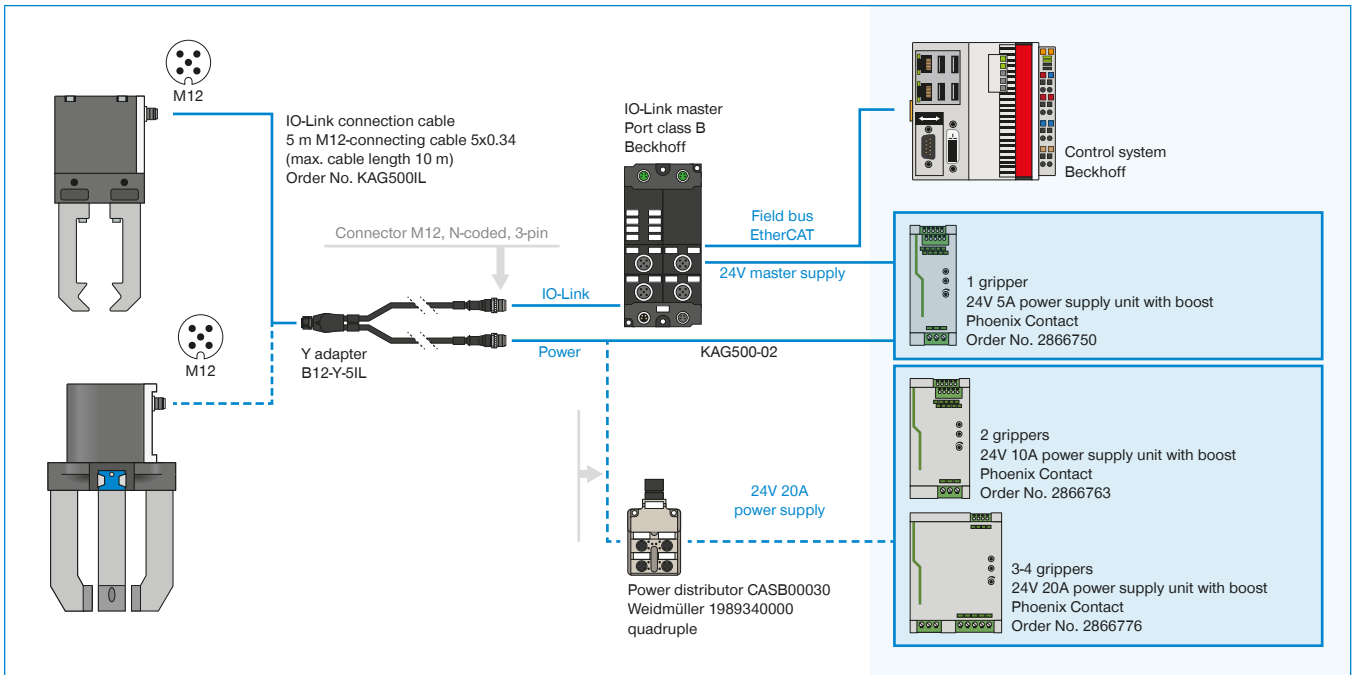 M12
IO-Link connection cable
5 m M12-connecting cable 5x0.34
(max. cable length 10 m)
Order No. KAG500IL
IO-Link master
Port class B
Beckhoff
Control system
Beckhoff
Connector M12, N-coded, 3-pin
Field bus
EtherCAT
24V master supply
IO-Link
1 gripper
24V 5A power supply unit with boost
Phoenix Contact
Order No. 2866750
M12
Y adapter
B12-Y-5IL
Power
KAG500-02
2 grippers
24V 10A power supply unit with boost
Phoenix Contact
Order No. 2866763
24V 20A
power supply
3-4 grippers
24V 20A power supply unit with boost
Phoenix Contact
Order No. 2866776
Power distributor CASB00030
Weidmüller 1989340000
quadruple